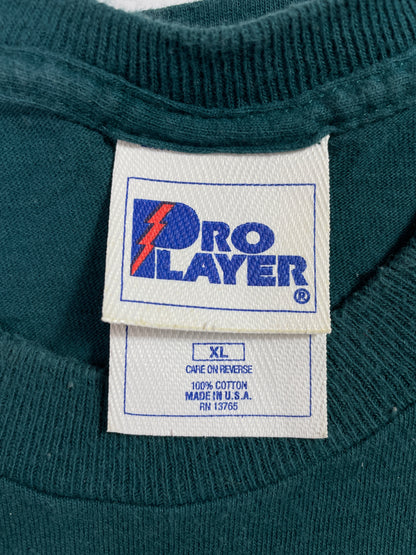 PRO
PLAYER
®
XL
CARE ON REVERSE
100% COTTON
MADE IN U.S.A.
RN 13765